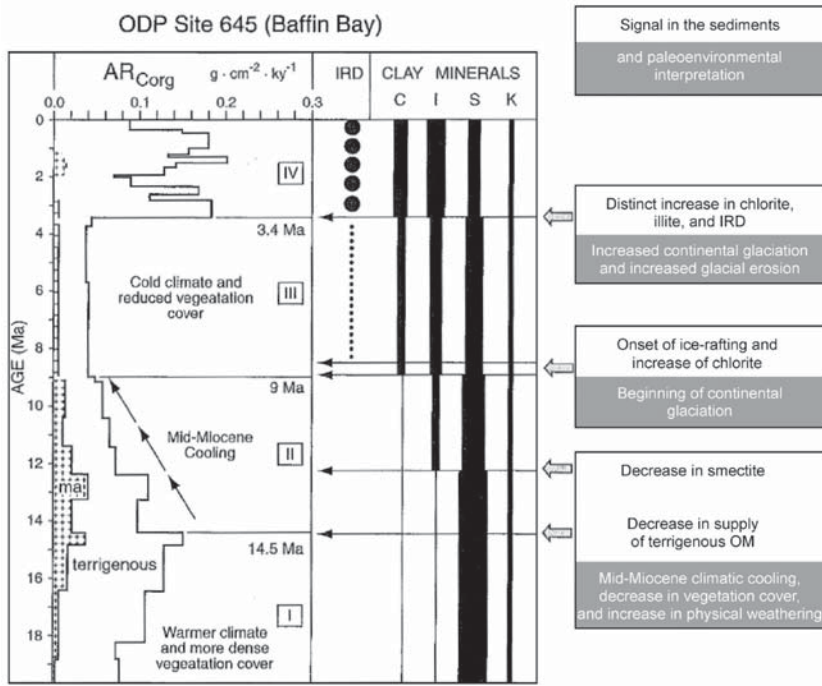 ODP Site 645 (Baffin Bay)
AR Corg g · cm-2 · ky-1
IRD
CLAY MINERALS
0.0 0.1 0.2 0.3
C I S K
AGE (Ma)
0
2
4
6
8
10
12
14
16
18
IV
3.4 Ma
Cold climate and
reduced vegeatation
cover
III
9 Ma
Mid-Miocene
Cooling
II
ma
14.5 Ma
terrigenous
I
Warmer climate
and more dense
vegeatation cover
Signal in the sediments
and paleoenvironmental
interpretation
Distinct increase in chlorite,
illite, and IRD
Increased continental glaciation
and increased glacial erosion
Onset of ice-rafting and
increase of chlorite
Beginning of continental
glaciation
Decrease in smectite
Decrease in supply
of terrigenous OM
Mid-Miocene climatic cooling,
decrease in vegetation cover,
and increase in physical weathering